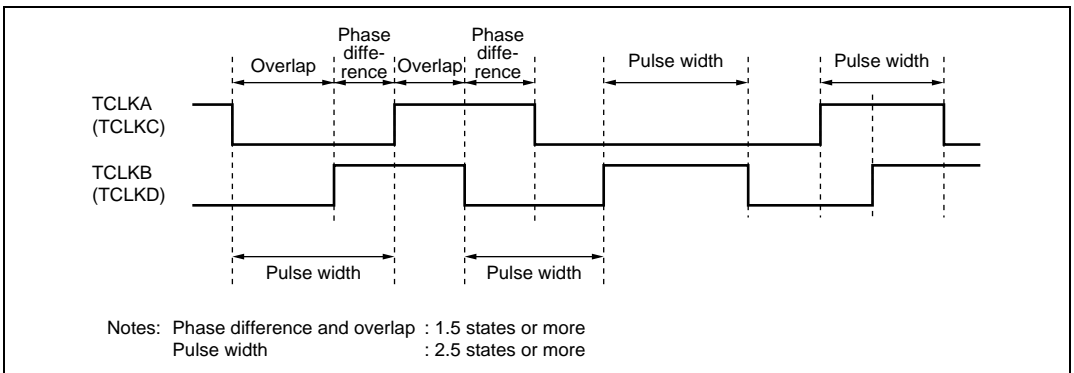 Overlap
Phase
diffe-
rence
Overlap
Phase
diffe-
rence
Pulse width
Pulse width
TCLKA
(TCLKC)
TCLKB
(TCLKD)
Pulse width
Pulse width
Notes: Phase difference and overlap : 1.5 states or more
Pulse width : 2.5 states or more